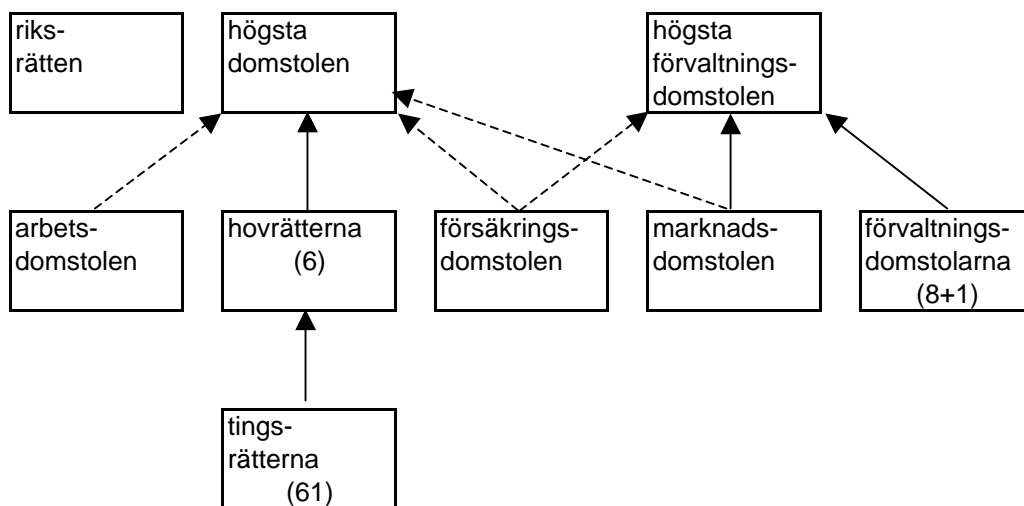 riks-
rätten
högsta
domstolen
högsta
förvaltnings-
domstolen
arbets-
domstolen
hovrätterna
(6)
försäkrings-
domstolen
marknads-
domstolen
förvaltnings-
domstolarna
(8+1)
tings-
rätterna
(61)